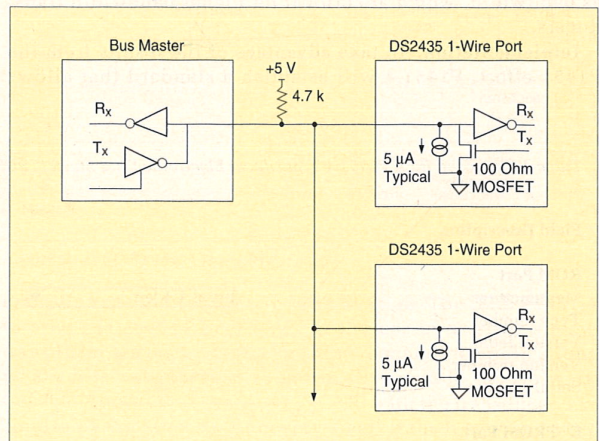 Bus Master
DS2435 1-Wire Port
+5 V
4.7 k
Rx
Tx
Rx
Tx
5 μA
Typical
100 Ohm
MOSFET
DS2435 1-Wire Port
Rx
Tx
5 μA
Typical
100 Ohm
MOSFET